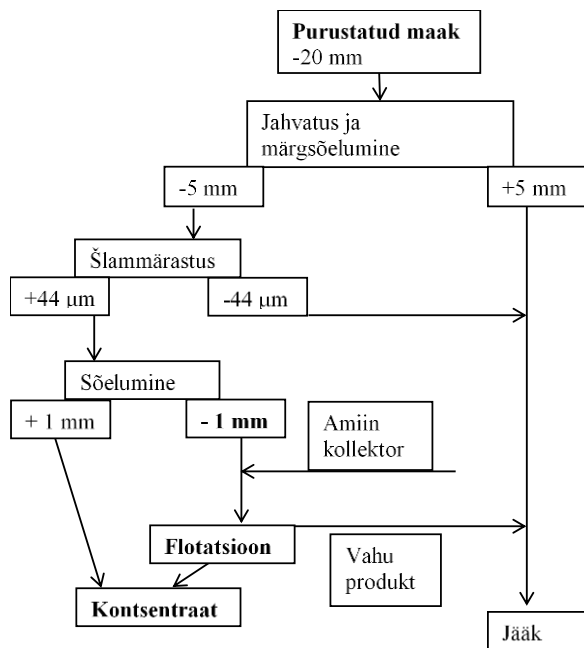 Purustatud maak
-20 mm
Jahvatus ja
märgsõelumine
-5 mm
+5 mm
Šlammärastus
+44 µm
-44 µm
Sõelumine
+ 1 mm
- 1 mm
Amiin
kollektor
Flotatsioon
Vahu
produkt
Kontsentraat
Jääk